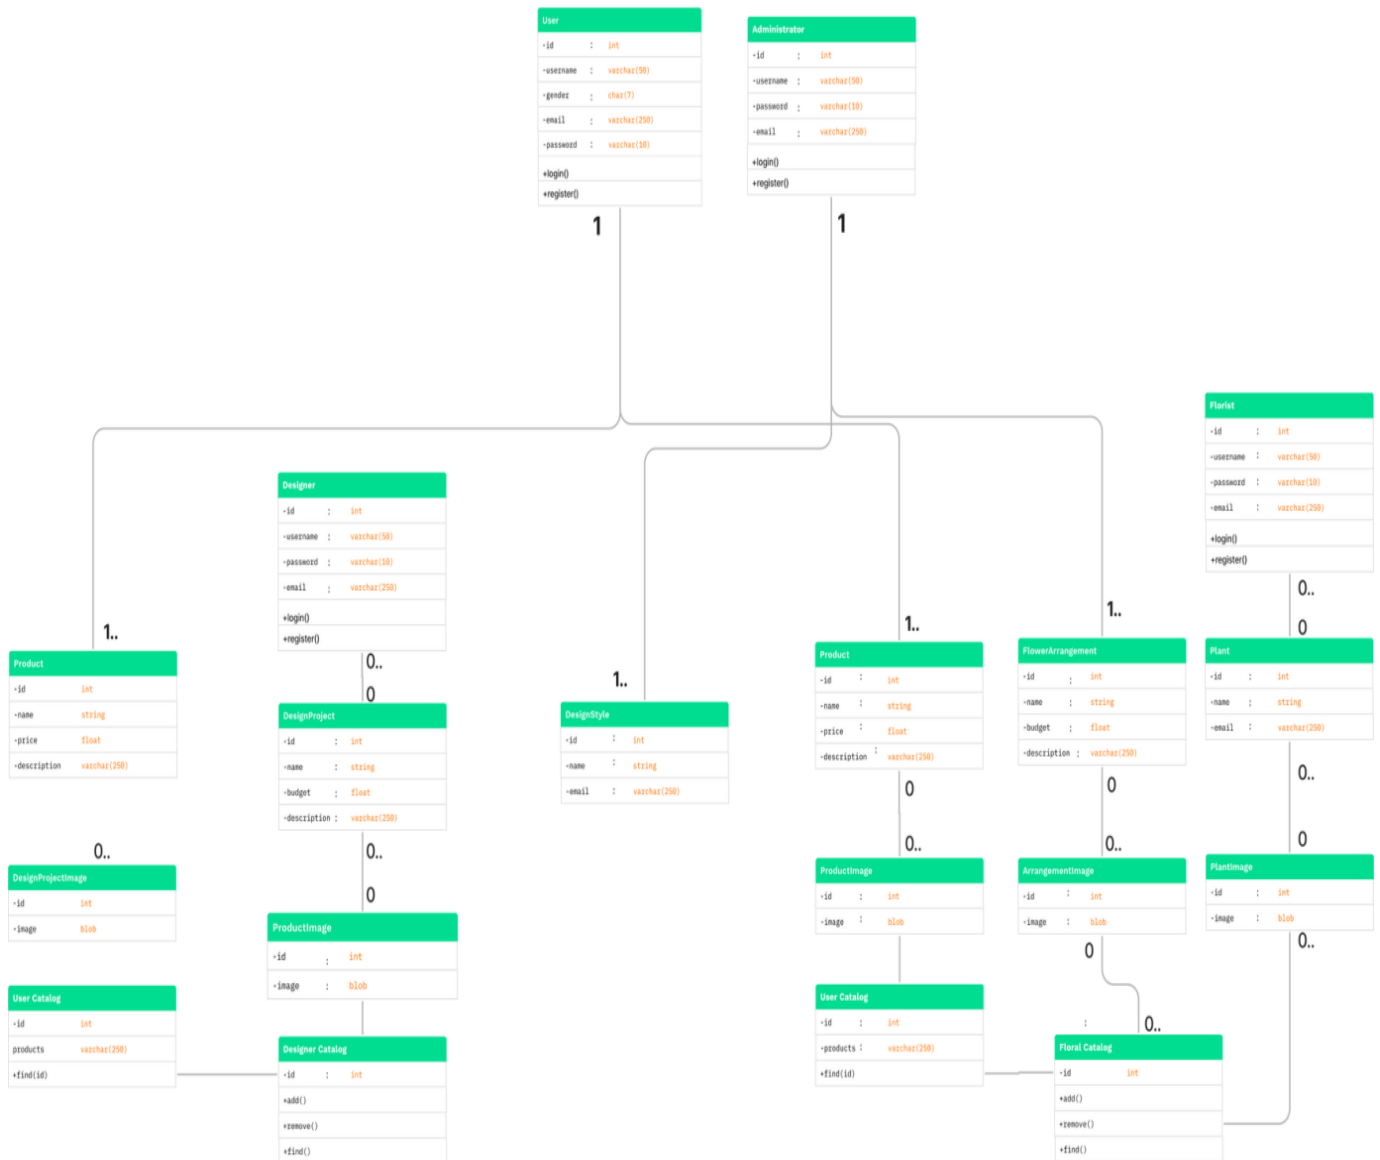 User
-id : int
-username : varchar(50)
-gender : char(7)
-email : varchar(250)
-password : varchar(10)
+login()
+register()
1
Administrator
-id : int
-username : varchar(50)
-password : varchar(10)
-email : varchar(250)
+login()
+register()
1
Florist
-id : int
-username : varchar(50)
-password : varchar(10)
-email : varchar(250)
+login()
+register()
0..
0
Designer
-id : int
-username : varchar(50)
-password : varchar(10)
-email : varchar(250)
+login()
+register()
0..
0
1..
Product
-id int
-name string
-price float
-description varchar(250)
DesignProject
-id : int
-name : string
-budget : float
-description : varchar(250)
0..
0
1..
DesignStyle
-id : int
-name : string
-email : varchar(250)
1..
Product
-id : int
-name : string
-price : float
-description : varchar(250)
0
0..
1..
FlowerArrangement
-id : int
-name : string
-budget : float
-description : varchar(250)
0
0..
Plant
-id : int
-name : string
-email : varchar(250)
0..
0
0..
DesignProjectImage
-id int
-image blob
ProductImage
-id : int
-image : blob
ProductImage
-id : int
-image : blob
ArrangementImage
-id : int
-image : blob
0
0..
PlantImage
-id : int
-image : blob
0..
User Catalog
-id int
products varchar(250)
+find(id)
Designer Catalog
-id : int
+add()
+remove()
+find()
User Catalog
-id : int
-products : varchar(250)
+find(id)
:
Floral Catalog
-id int
+add()
+remove()
+find()